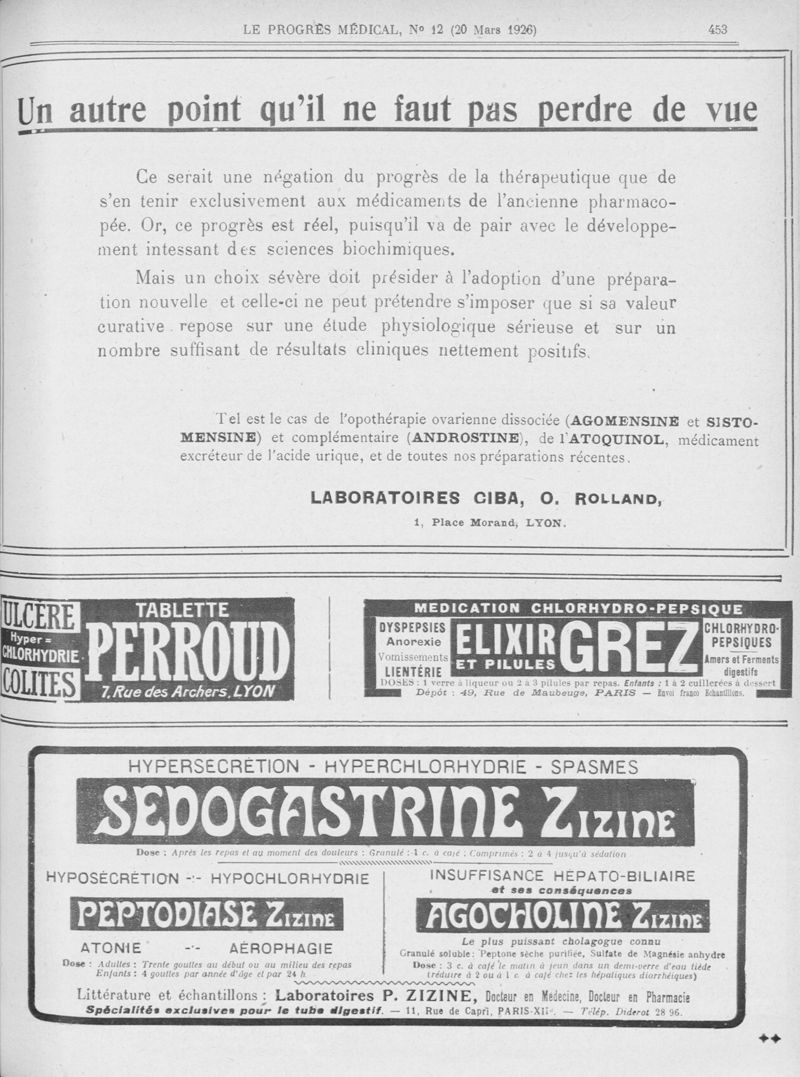 LE PROGRÈS MÉDICAL, No 12 (20 Mars 1926) 453
Un autre point qu'il ne faut pas perdre de vue
Ce serait une négation du progrès de la thérapeutique que de
s'en tenir exclusivement aux médicaments de l'ancienne pharmaco-
pée. Or, ce progrès est réel, puisqu'il va de pair avec le développe-
ment intessant des sciences biochimiques.
Mais un choix sévère doit présider à l'adoption d'une prépara-
tion nouvelle et celle-ci ne peut prétendre s'imposer que si sa valeur
curative repose sur une étude physiologique sérieuse et sur un
nombre suffisant de résultats cliniques nettement positifs.
Tel est le cas de l'opothérapie ovarienne dissociée (AGOMENSINE et SISTO-
MENSINE) et complémentaire (ANDROSTINE), de l'ATOQUINOL, médicament
excréteur de l'acide urique, et de toutes nos préparations récentes.
LABORATOIRES CIBA, O. ROLLAND,
1, Place Morand, LYON.
ULCÈRE
Hyper=
CHLORHYDRIE
COLITES
TABLETTE
PERROUD
7, Rue des Archers, LYON
MEDICATION CHLORHYDRO-PEPSIQUE
DYSPEPSIES
Anorexie
Vomissements
LIENTÉRIE
ELIXIR
ET PILULES
GREZ
CHLORHYDRO-
PEPSIQUES
Amers et Ferments
digestifs
DOSES : 1 verre à liqueur ou 2 à 3 pilules par repas. Enfants : 1 à 2 cuillerées à dessert
Dépôt : 49, Rue de Maubeuge, PARIS — Envoi franco Echantillons.
HYPERSÉCRÉTION - HYPERCHLORHYDRIE - SPASMES
SEDOGASTRINE ZIZINE
Dose : Après les repas et au moment des douleurs : Granulé : 1 c. à café ; Comprimés : 2 à 4 jusqu'à sédation
HYPOSÉCRÉTION -:- HYPOCHLORHYDRIE
PEPTODIASE ZIZINE
ATONIE -:- AÉROPHAGIE
Dose : Adultes : Trente gouttes au début ou au milieu des repas
Enfants : 4 gouttes par année d'âge et par 24 h
INSUFFISANCE HÉPATO-BILIAIRE
et ses conséquences
AGOCHOLINE ZIZINE
Le plus puissant cholagogue connu
Granulé soluble : Peptone sèche purifiée, Sulfate de Magnésie anhydre
Dose : 3 c. à café le matin à jeun dans un demi-verre d'eau tiède
(réduire à 2 ou à 1 c. à café chez les hépatiques diarrhéiques)
Littérature et échantillons : Laboratoires P. ZIZINE, Docteur en Medecine, Docteur en Pharmacie
Spécialités exclusives pour le tube digestif. — 11, Rue de Capri, PARIS-XIIe. — Télép. Diderot 28 96.